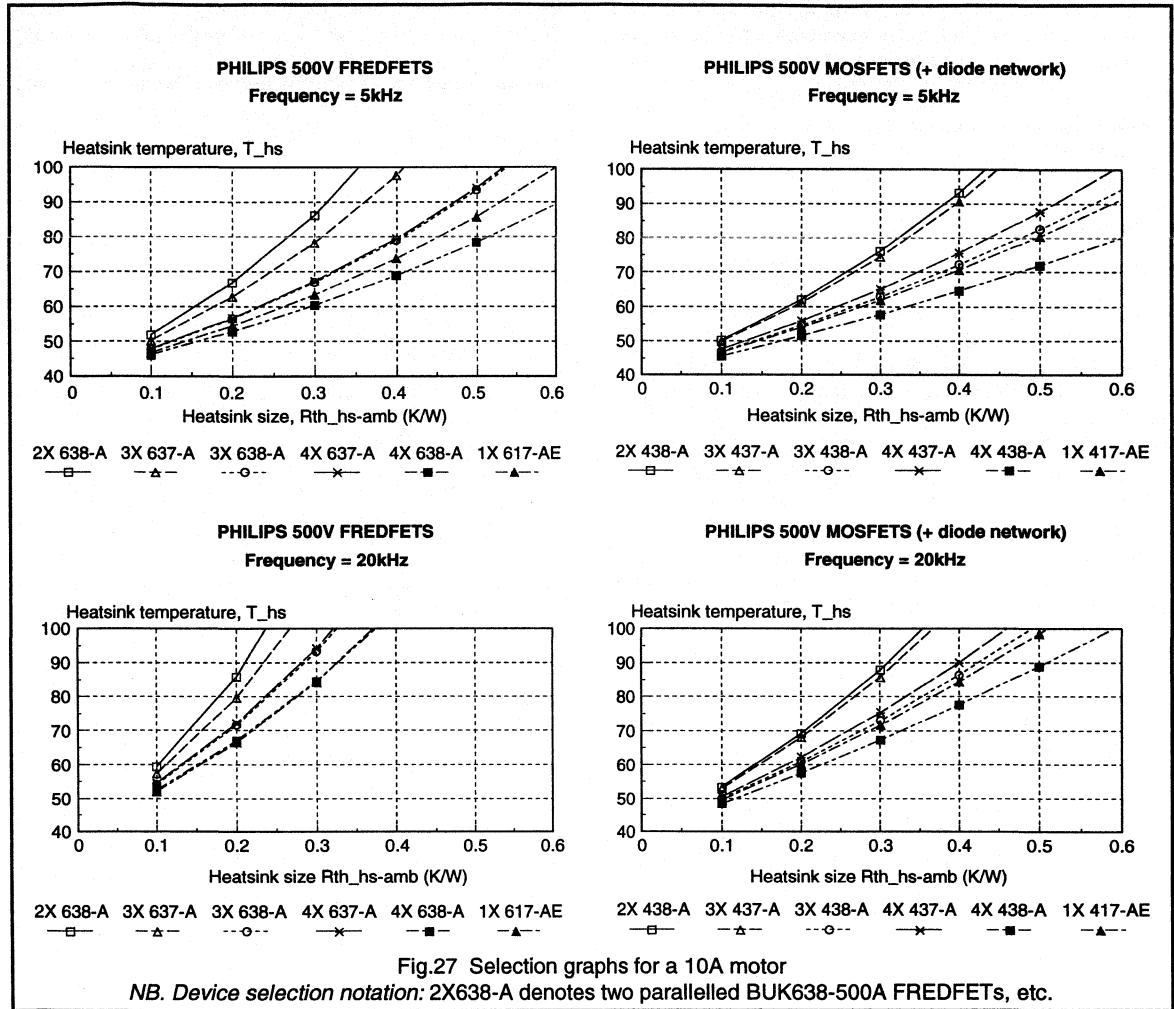 PHILIPS 500V FREDFETS
Frequency = 5kHz
Heatsink temperature, T_hs
100
90
80
70
60
50
40
0 0.1 0.2 0.3 0.4 0.5 0.6
Heatsink size, Rth_hs-amb (K/W)
2X 638-A 3X 637-A 3X 638-A 4X 637-A 4X 638-A 1X 617-AE
PHILIPS 500V MOSFETS (+ diode network)
Frequency = 5kHz
Heatsink temperature, T_hs
100
90
80
70
60
50
40
0 0.1 0.2 0.3 0.4 0.5 0.6
Heatsink size, Rth_hs-amb (K/W)
2X 438-A 3X 437-A 3X 438-A 4X 437-A 4X 438-A 1X 417-AE
PHILIPS 500V FREDFETS
Frequency = 20kHz
Heatsink temperature, T_hs
100
90
80
70
60
50
40
0 0.1 0.2 0.3 0.4 0.5 0.6
Heatsink size Rth_hs-amb (K/W)
2X 638-A 3X 637-A 3X 638-A 4X 637-A 4X 638-A 1X 617-AE
PHILIPS 500V MOSFETS (+ diode network)
Frequency = 20kHz
Heatsink temperature, T_hs
100
90
80
70
60
50
40
0 0.1 0.2 0.3 0.4 0.5 0.6
Heatsink size Rth_hs-amb (K/W)
2X 438-A 3X 437-A 3X 438-A 4X 437-A 4X 438-A 1X 417-AE
Fig.27 Selection graphs for a 10A motor
NB. Device selection notation: 2X638-A denotes two parallelled BUK638-500A FREDFETs, etc.